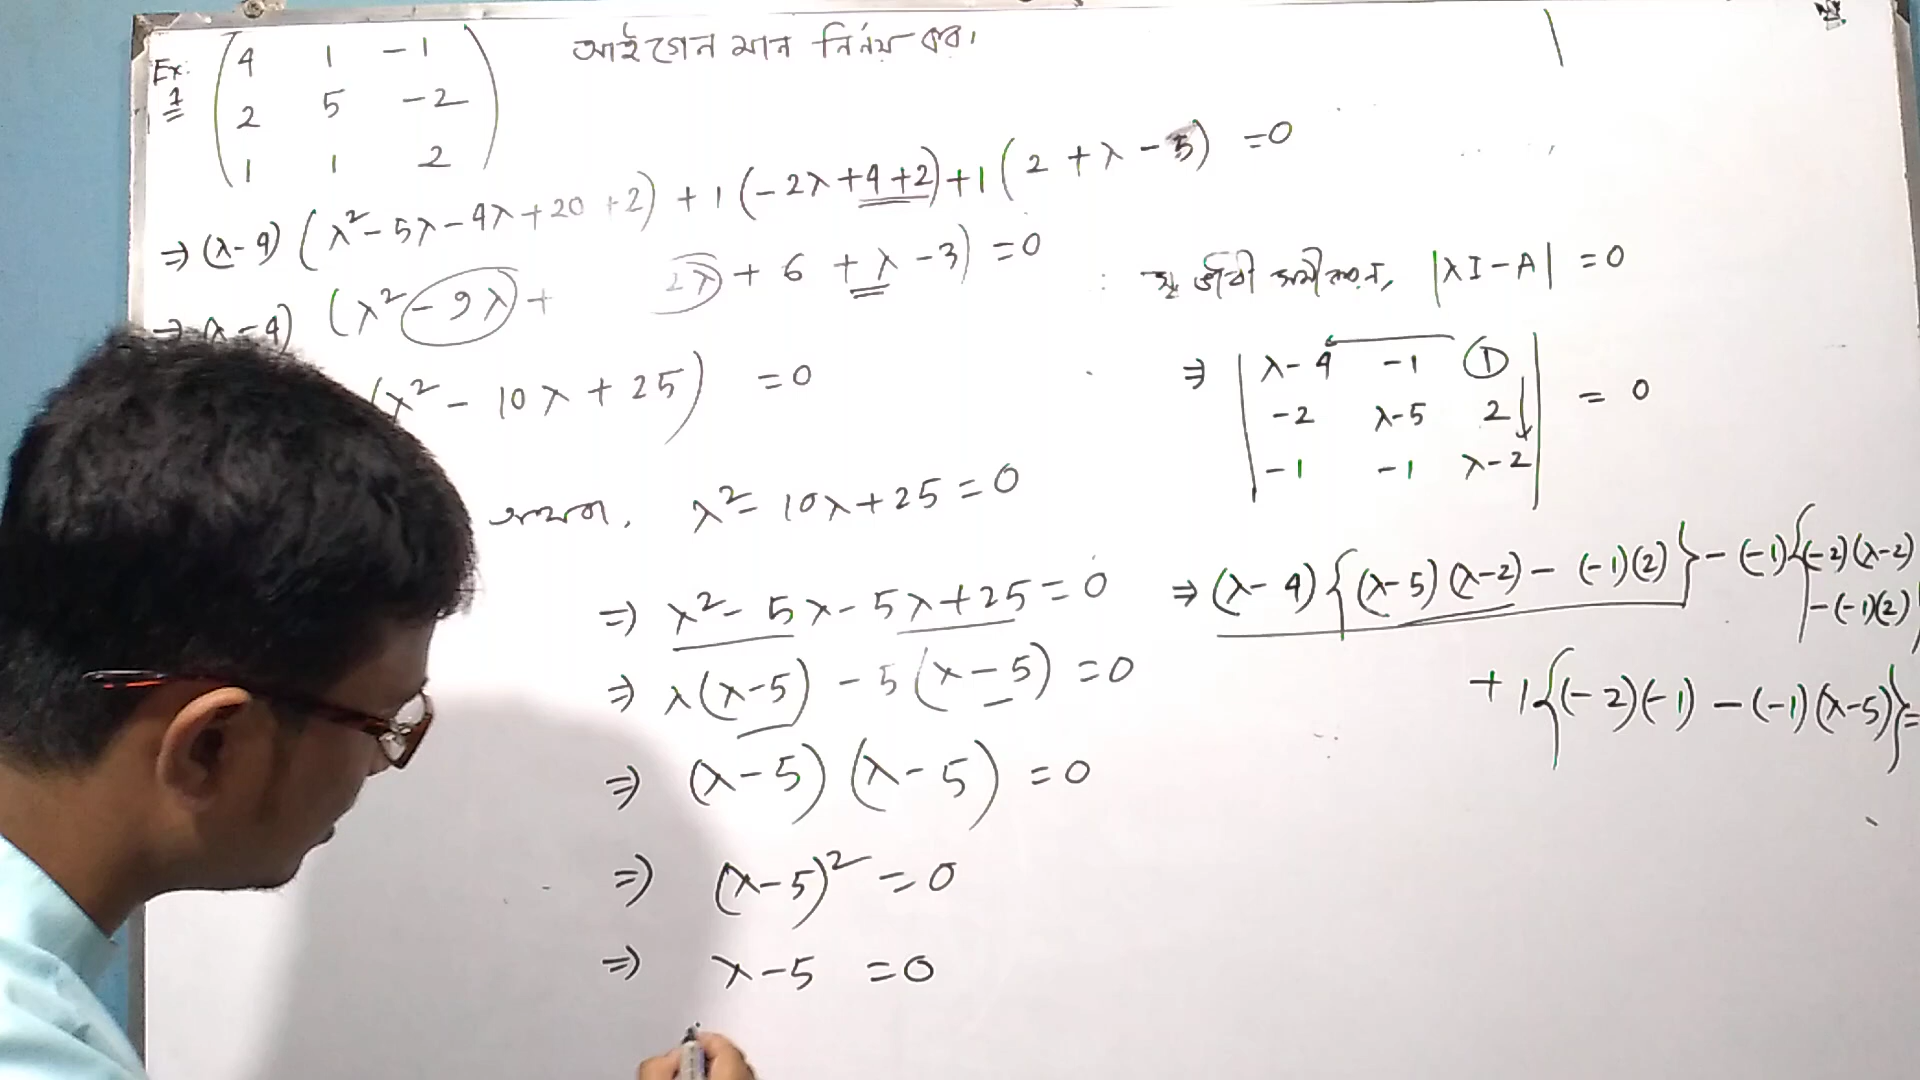 Ex: 1 ( 4 1 -1
2 5 -2
1 1 2 ) আইগেন মান নির্নয় কর।
⇒ (λ-4) (λ² - 5λ - 4λ + 20 + 2) + 1 (-2λ + 4 + 2) + 1 (2 + λ - 5) = 0
⇒ (λ-4) (λ² - 9λ + 2λ + 6 + λ - 3) = 0
(λ² - 10λ + 25) = 0
অথবা, λ² - 10λ + 25 = 0
⇒ λ² - 5λ - 5λ + 25 = 0
⇒ λ(λ-5) - 5(λ-5) = 0
⇒ (λ-5) (λ-5) = 0
⇒ (λ-5)² = 0
⇒ λ-5 = 0
|λI - A| = 0
⇒ | λ-4 -1 1 |
| -2 λ-5 2 | = 0
| -1 -1 λ-2 |
⇒ (λ-4) {(λ-5)(λ-2) - (-1)(2)} - (-1) {(-2)(λ-2)
- (-1)(2)
+ 1 {(-2)(-1) - (-1)(λ-5)} =